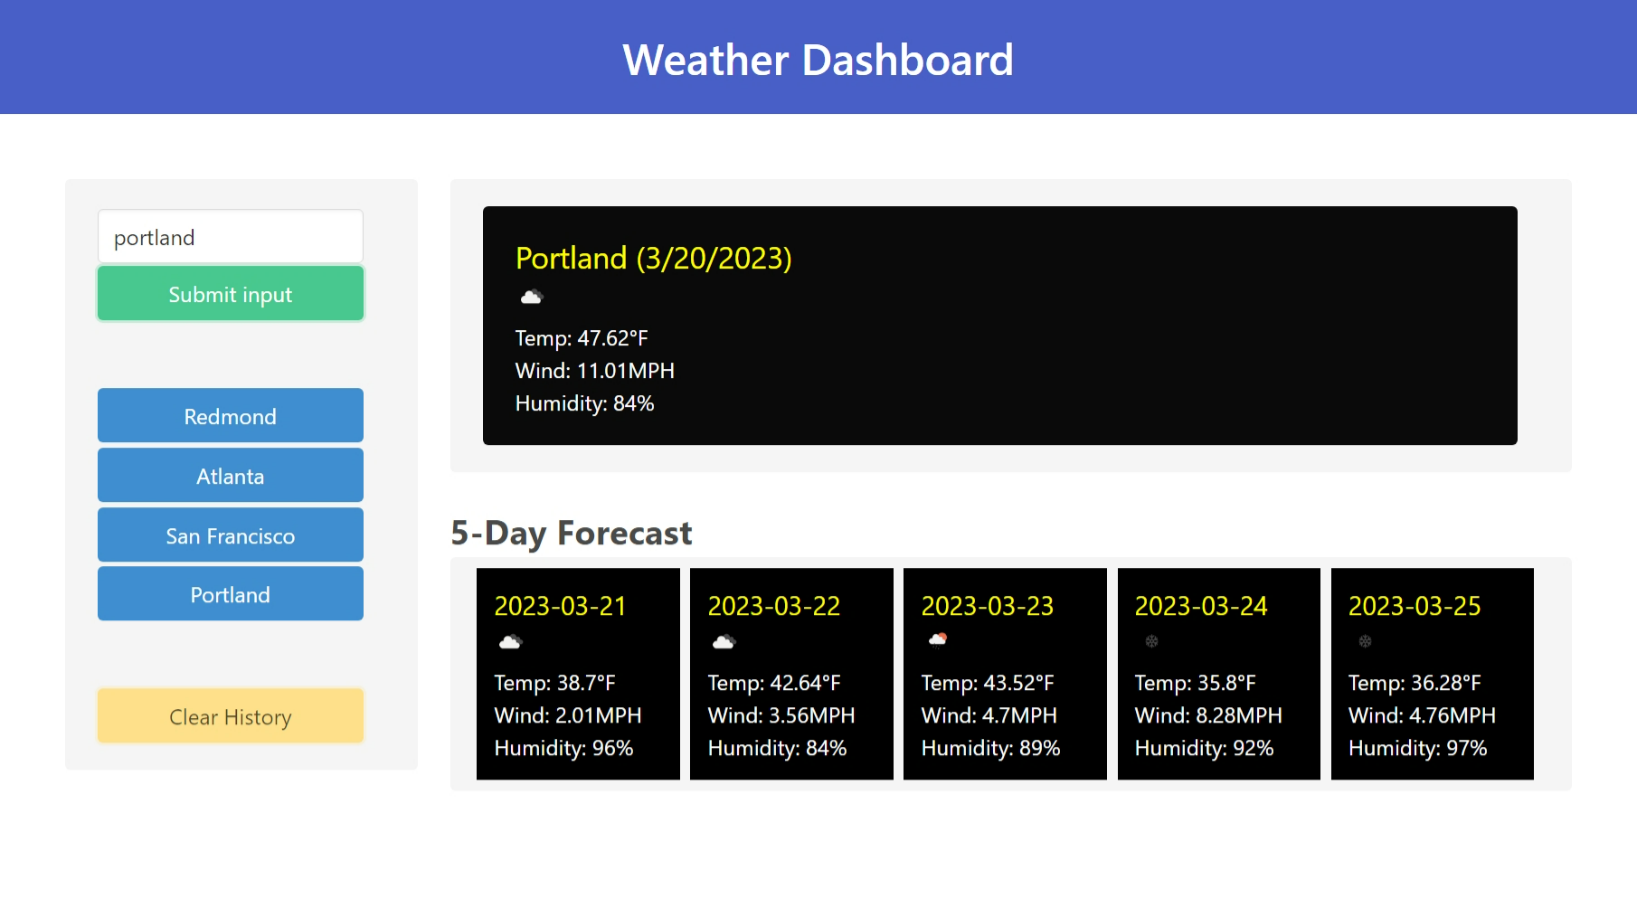 Weather Dashboard
portland
Submit input
Redmond
Atlanta
San Francisco
Portland
Clear History
Portland (3/20/2023)
Temp: 47.62°F
Wind: 11.01MPH
Humidity: 84%
5-Day Forecast
2023-03-21
Temp: 38.7°F
Wind: 2.01MPH
Humidity: 96%
2023-03-22
Temp: 42.64°F
Wind: 3.56MPH
Humidity: 84%
2023-03-23
Temp: 43.52°F
Wind: 4.7MPH
Humidity: 89%
2023-03-24
Temp: 35.8°F
Wind: 8.28MPH
Humidity: 92%
2023-03-25
Temp: 36.28°F
Wind: 4.76MPH
Humidity: 97%